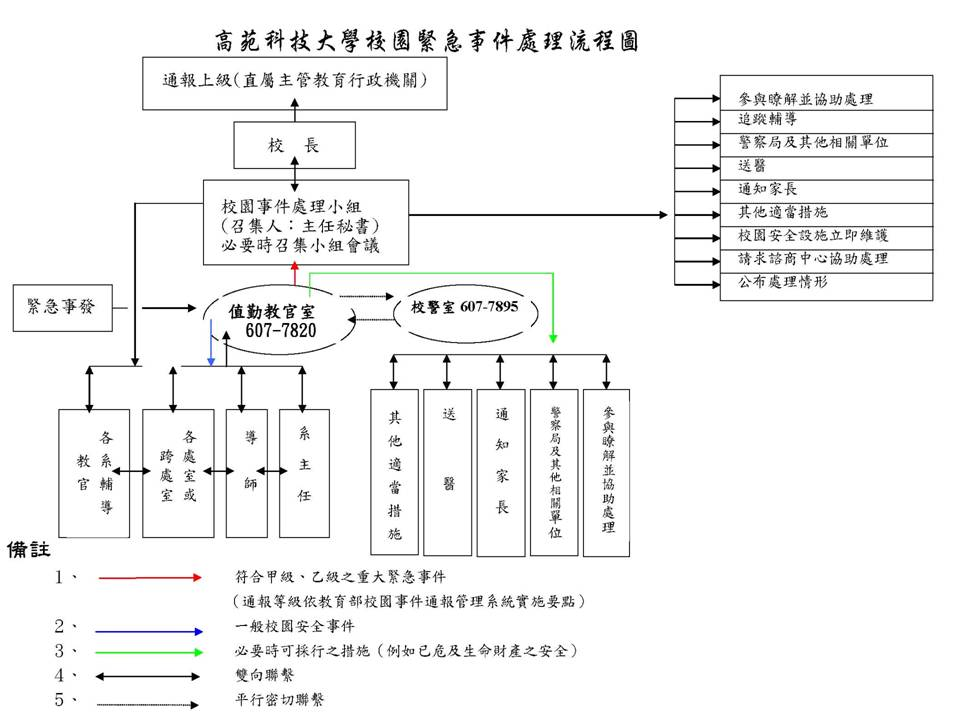 高苑科技大學校園緊急事件處理流程圖
通報上級(直屬主管教育行政機關)
校 長
校園事件處理小組
(召集人：主任秘書)
必要時召集小組會議
參與瞭解並協助處理
追蹤輔導
警察局及其他相關單位
送醫
通知家長
其他適當措施
校園安全設施立即維護
請求諮商中心協助處理
公布處理情形
緊急事發
值勤教官室
607-7820
校警室 607-7895
各系輔導
教官
各處室或
跨處室
導師
系主任
其他適當措施
送醫
通知家長
警察局及其他相關單位
參與瞭解並協助處理
備註
1、 符合甲級、乙級之重大緊急事件
(通報等級依教育部校園事件通報管理系統實施要點)
2、 一般校園安全事件
3、 必要時可採行之措施(例如已危及生命財產之安全)
4、 雙向聯繫
5、 平行密切聯繫